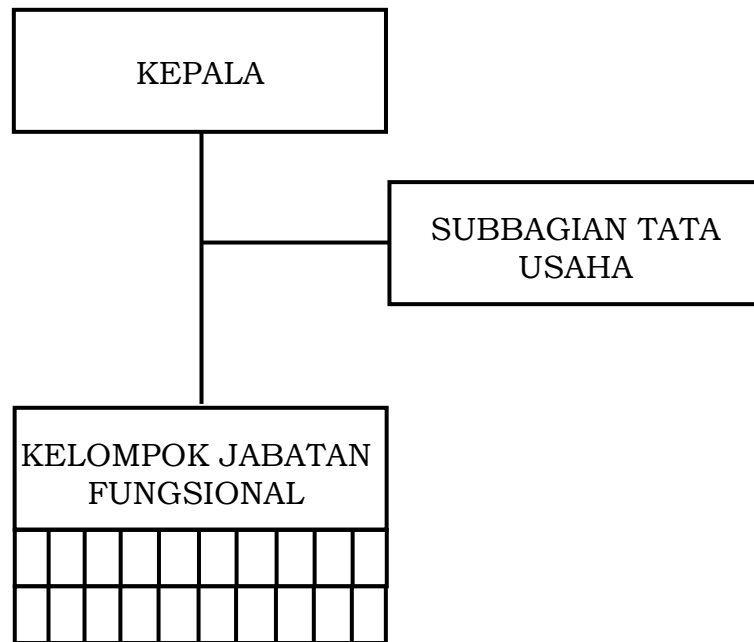 KEPALA
SUBBAGIAN TATA
USAHA
KELOMPOK JABATAN
FUNGSIONAL